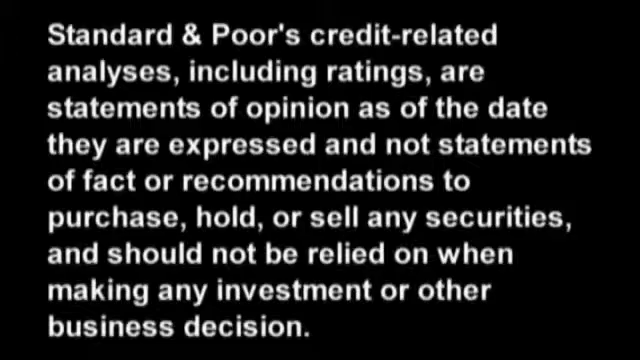 Standard & Poor's credit-related
analyses, including ratings, are
statements of opinion as of the date
they are expressed and not statements
of fact or recommendations to
purchase, hold, or sell any securities,
and should not be relied on when
making any investment or other
business decision.